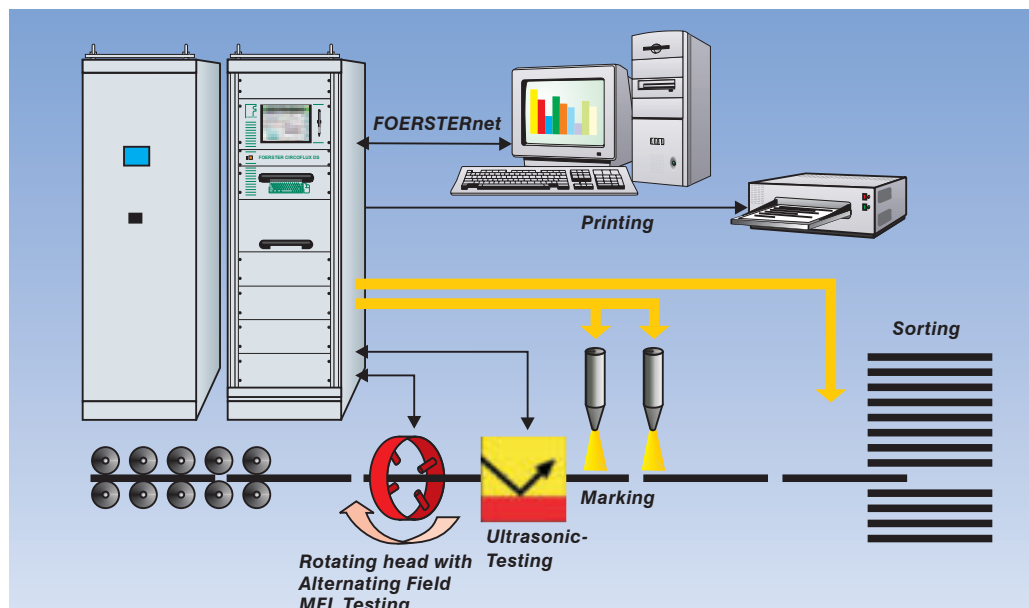 FOERSTERnet
FOERSTER CIRCOFLUX DS
Printing
Sorting
Marking
Ultrasonic-
Testing
Rotating head with
Alternating Field
MFL Testing